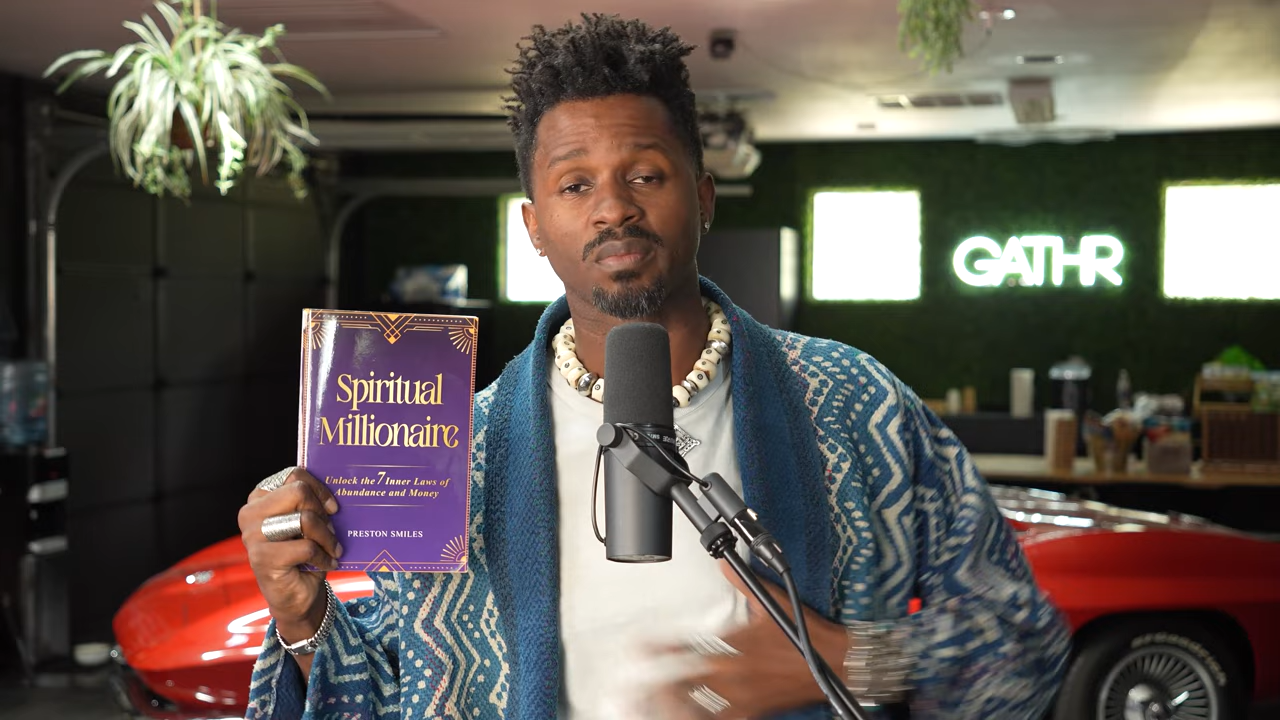 GATHR
Spiritual
Millionaire
Unlock the 7 Inner Laws of
Abundance and Money
PRESTON SMILES